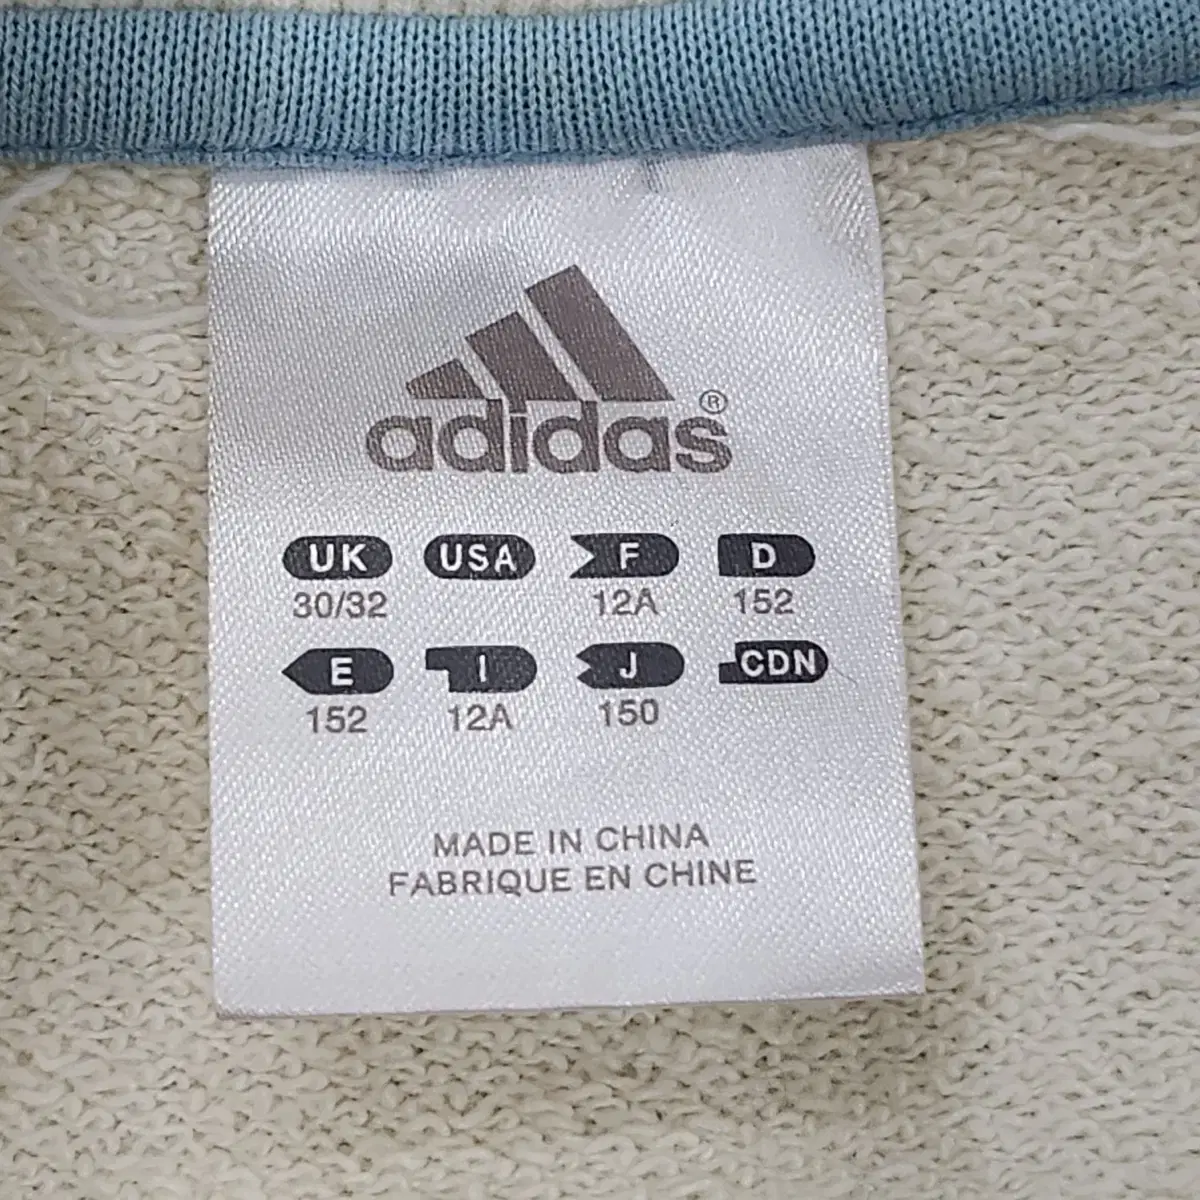 adidas®
UK USA F D
30/32 12A 152
E I J CDN
152 12A 150
MADE IN CHINA
FABRIQUE EN CHINE